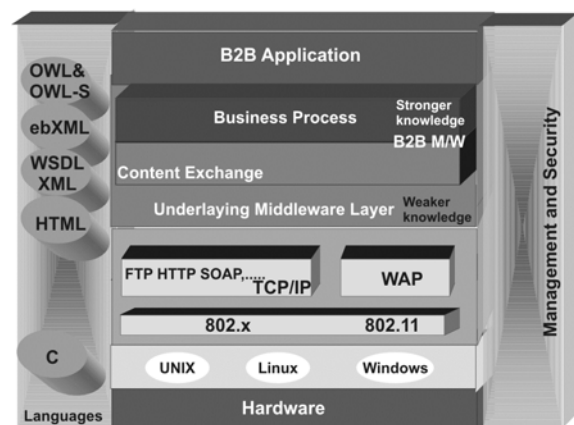 B2B Application
OWL&
OWL-S
ebXML
WSDL
XML
HTML
C
Languages
Business Process
Stronger
knowledge
B2B M/W
Content Exchange
Underlaying Middleware Layer
Weaker
knowledge
FTP HTTP SOAP,.....
TCP/IP
WAP
802.x
802.11
UNIX
Linux
Windows
Hardware
Management and Security